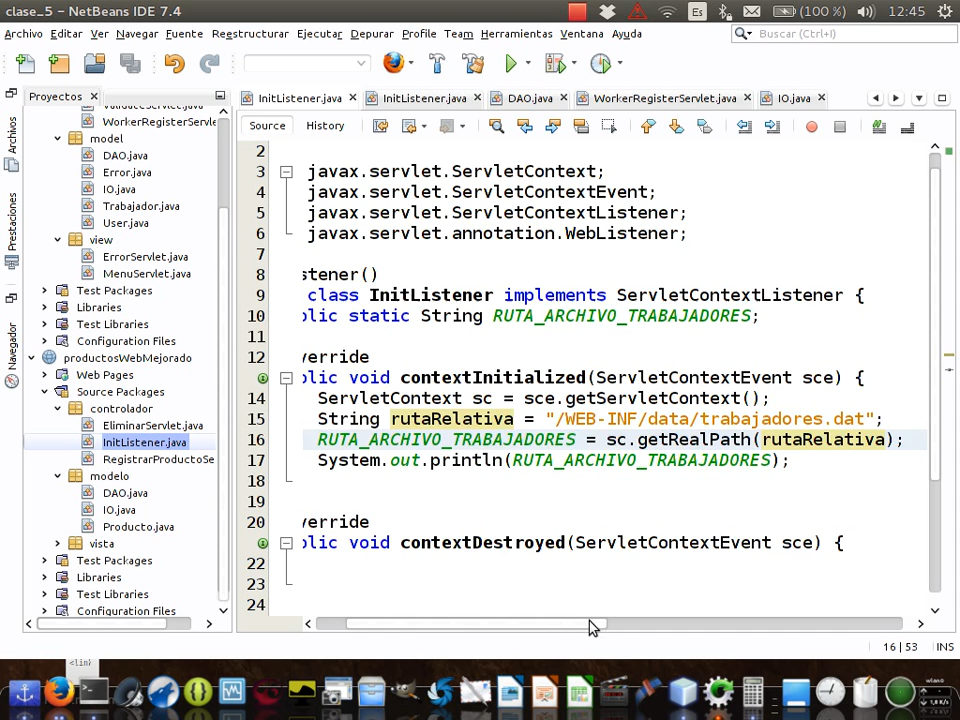 clase_5 - NetBeans IDE 7.4
Es
(100 %)
12:45
Archivo Editar Ver Navegar Fuente Reestructurar Ejecutar Depurar Profile Team Herramientas Ventana Ayuda
Buscar (Ctrl+I)
Proyectos
InitListener.java
InitListener.java
DAO.java
WorkerRegisterServlet.java
IO.java
Source
History
Archivos
Prestaciones
Navegador
WorkerRegisterServle
model
DAO.java
Error.java
IO.java
Trabajador.java
User.java
view
ErrorServlet.java
MenuServlet.java
Test Packages
Libraries
Test Libraries
Configuration Files
productosWebMejorado
Web Pages
Source Packages
controlador
EliminarServlet.java
InitListener.java
RegistrarProductoSe
modelo
DAO.java
IO.java
Producto.java
vista
Test Packages
Libraries
Test Libraries
Configuration Files
2
3 javax.servlet.ServletContext;
4 javax.servlet.ServletContextEvent;
5 javax.servlet.ServletContextListener;
6 javax.servlet.annotation.WebListener;
7
8 stener()
9 class InitListener implements ServletContextListener {
10 blic static String RUTA_ARCHIVO_TRABAJADORES;
11
12 verride
blic void contextInitialized(ServletContextEvent sce) {
14 ServletContext sc = sce.getServletContext();
15 String rutaRelativa = "/WEB-INF/data/trabajadores.dat";
16 RUTA_ARCHIVO_TRABAJADORES = sc.getRealPath(rutaRelativa);
17 System.out.println(RUTA_ARCHIVO_TRABAJADORES);
18
19
20 verride
blic void contextDestroyed(ServletContextEvent sce) {
22
23
24
16 | 53 INS
<lin>
wlan0